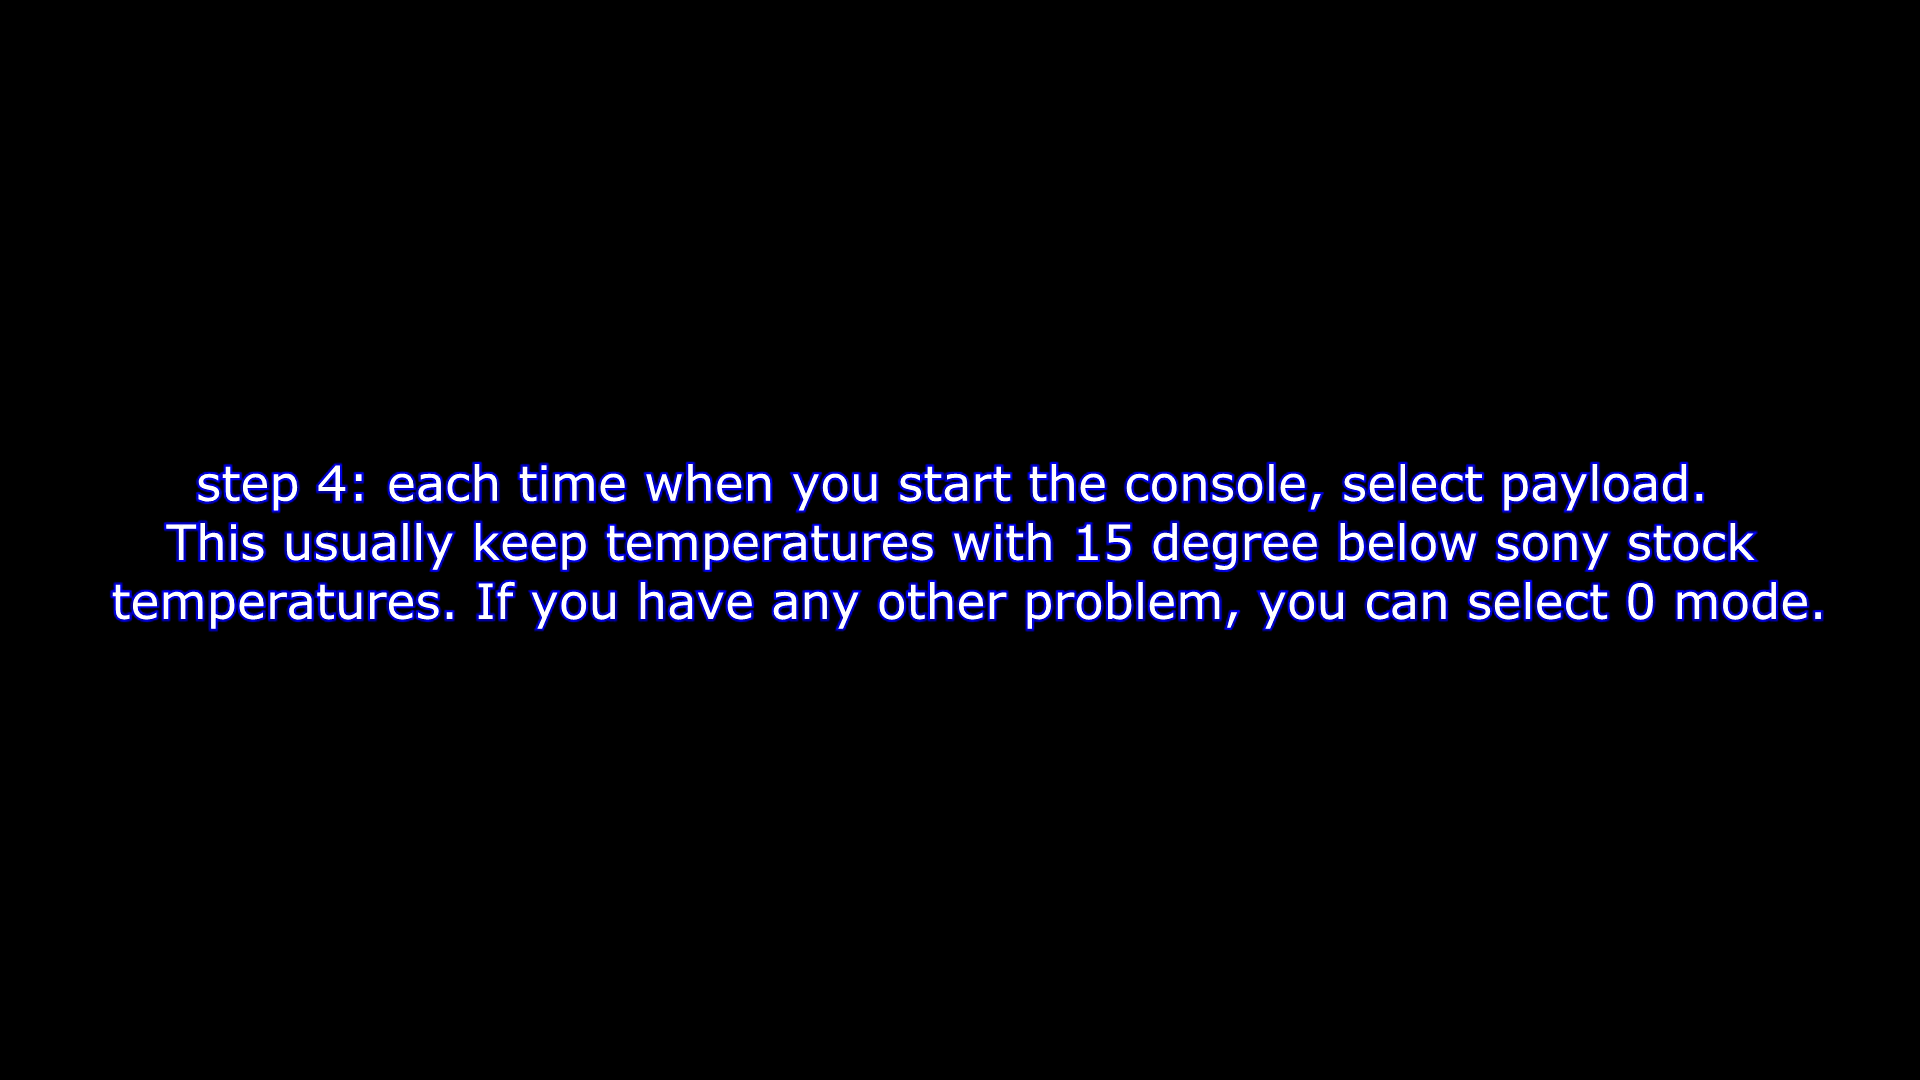 step 4: each time when you start the console, select payload.
This usually keep temperatures with 15 degree below sony stock
temperatures. If you have any other problem, you can select 0 mode.